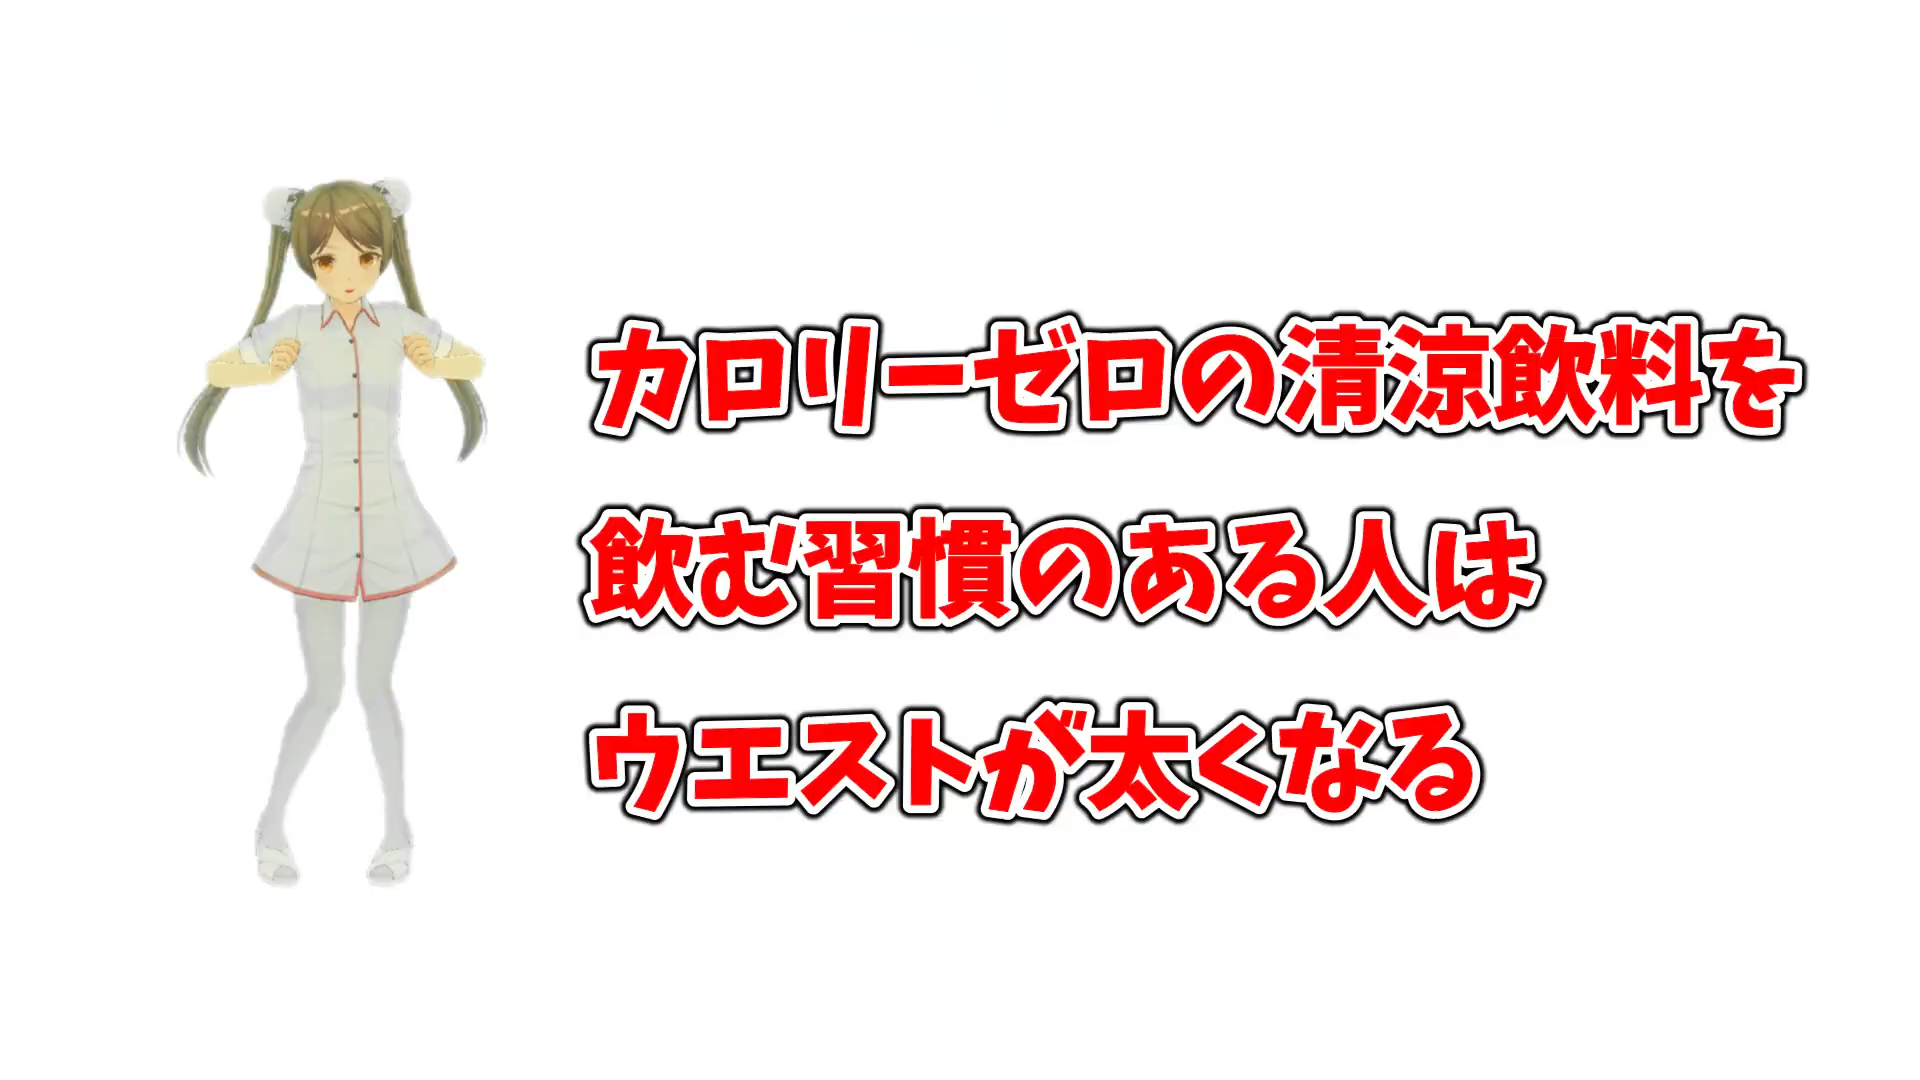 カロリーゼロの清涼飲料を
飲む習慣のある人は
ウエストが太くなる